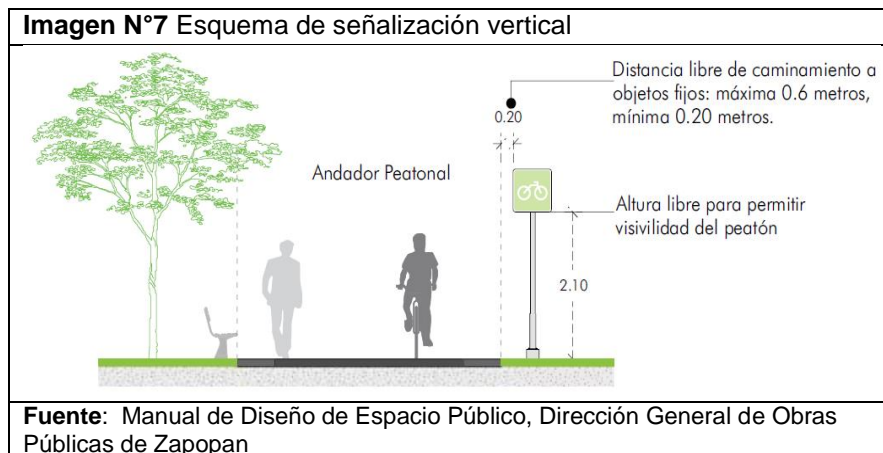 Imagen N°7 Esquema de señalización vertical
Distancia libre de caminamiento a
objetos fijos: máxima 0.6 metros,
mínima 0.20 metros.
0.20
Andador Peatonal
Altura libre para permitir
visivilidad del peatón
2.10
Fuente: Manual de Diseño de Espacio Público, Dirección General de Obras
Públicas de Zapopan